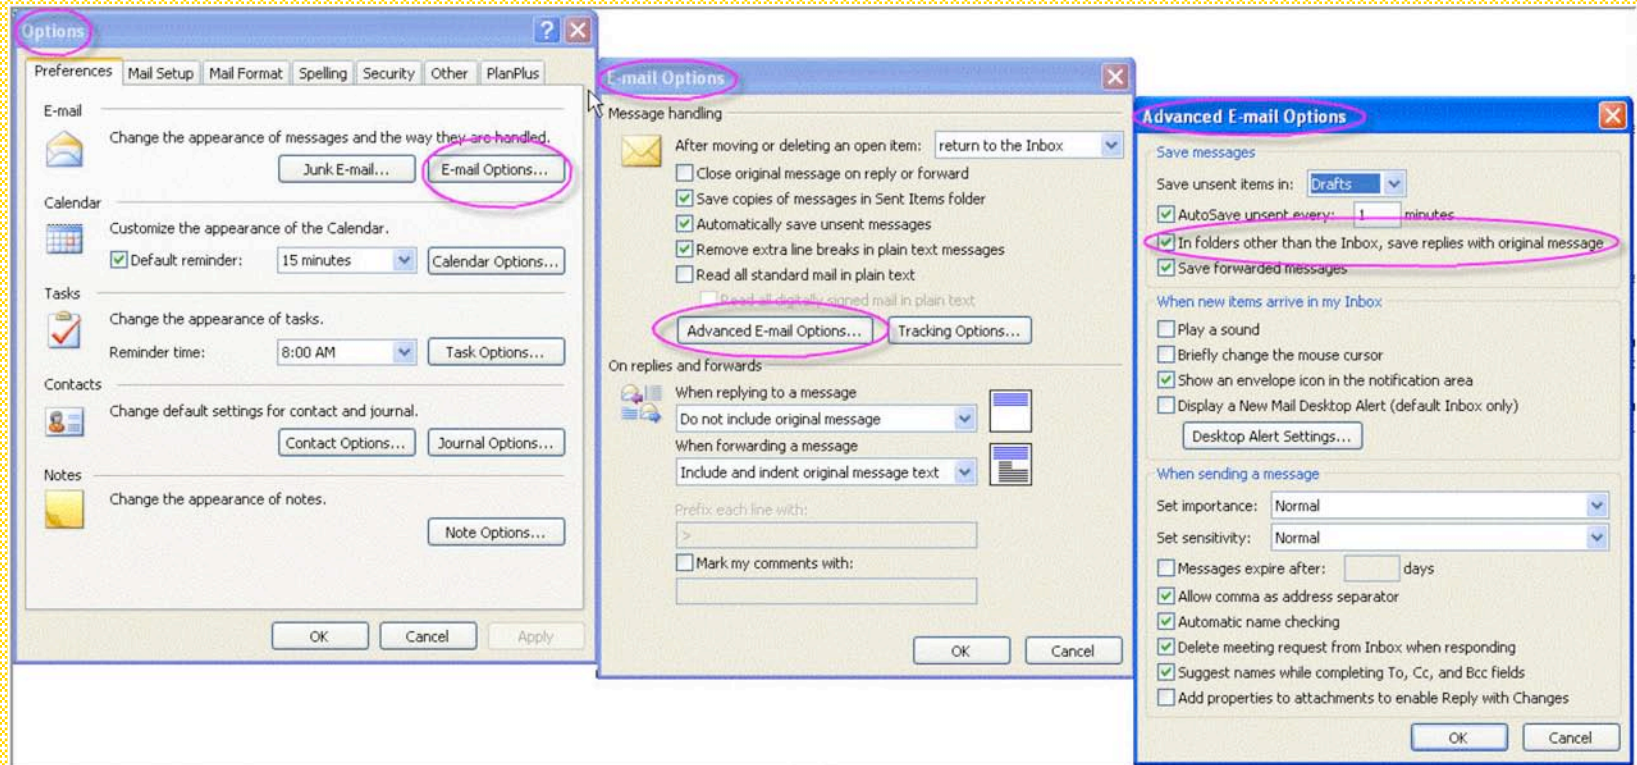 Options
Preferences Mail Setup Mail Format Spelling Security Other PlanPlus
E-mail
Change the appearance of messages and the way they are handled.
Junk E-mail... E-mail Options...
Calendar
Customize the appearance of the Calendar.
Default reminder: 15 minutes Calendar Options...
Tasks
Change the appearance of tasks.
Reminder time: 8:00 AM Task Options...
Contacts
Change default settings for contact and journal.
Contact Options... Journal Options...
Notes
Change the appearance of notes.
Note Options...
OK Cancel Apply
E-mail Options
Message handling
After moving or deleting an open item: return to the Inbox
Close original message on reply or forward
Save copies of messages in Sent Items folder
Automatically save unsent messages
Remove extra line breaks in plain text messages
Read all standard mail in plain text
Read all digitally signed mail in plain text
Advanced E-mail Options... Tracking Options...
On replies and forwards
When replying to a message
Do not include original message
When forwarding a message
Include and indent original message text
Prefix each line with:
>
Mark my comments with:
OK Cancel
Advanced E-mail Options
Save messages
Save unsent items in: Drafts
AutoSave unsent every: 1 minutes
In folders other than the Inbox, save replies with original message
Save forwarded messages
When new items arrive in my Inbox
Play a sound
Briefly change the mouse cursor
Show an envelope icon in the notification area
Display a New Mail Desktop Alert (default Inbox only)
Desktop Alert Settings...
When sending a message
Set importance: Normal
Set sensitivity: Normal
Messages expire after: days
Allow comma as address separator
Automatic name checking
Delete meeting request from Inbox when responding
Suggest names while completing To, Cc, and Bcc fields
Add properties to attachments to enable Reply with Changes
OK Cancel